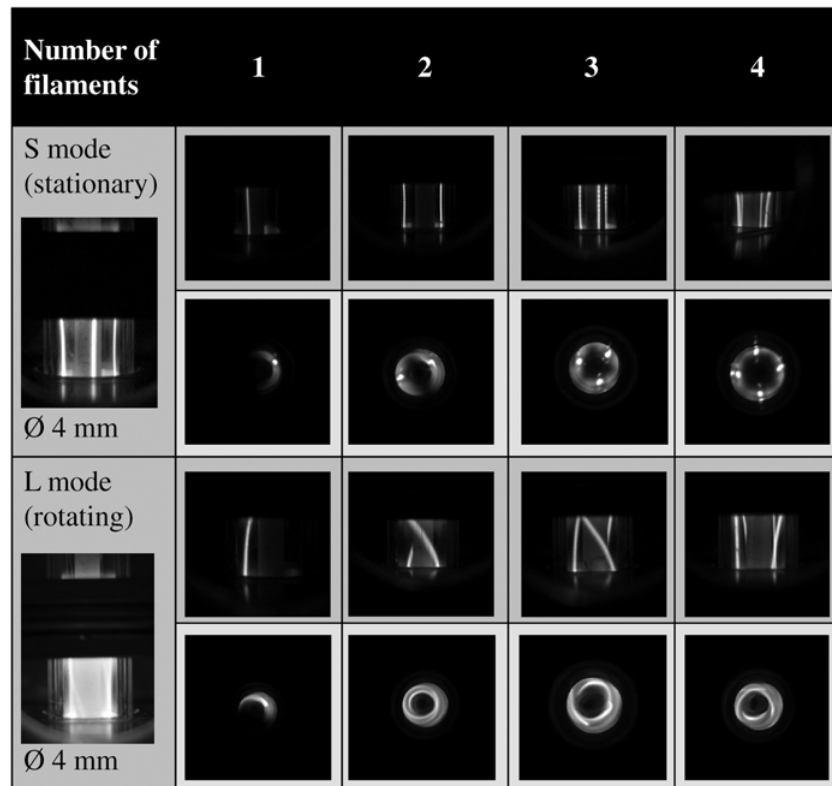 Number of
filaments
1
2
3
4
S mode
(stationary)
Ø 4 mm
L mode
(rotating)
Ø 4 mm